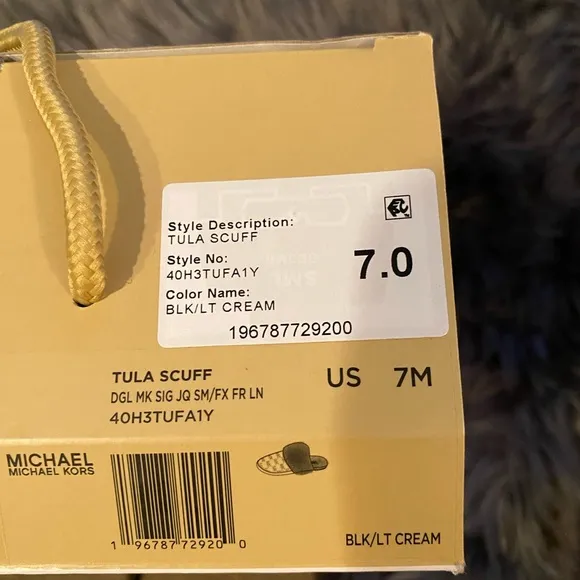 Style Description:
TULA SCUFF
Style No:
40H3TUFA1Y
7.0
Color Name:
BLK/LT CREAM
196787729200
TULA SCUFF
US 7M
DGL MK SIG JQ SM/FX FR LN
40H3TUFA1Y
MICHAEL
MICHAEL KORS
1 96787 72920 0
BLK/LT CREAM